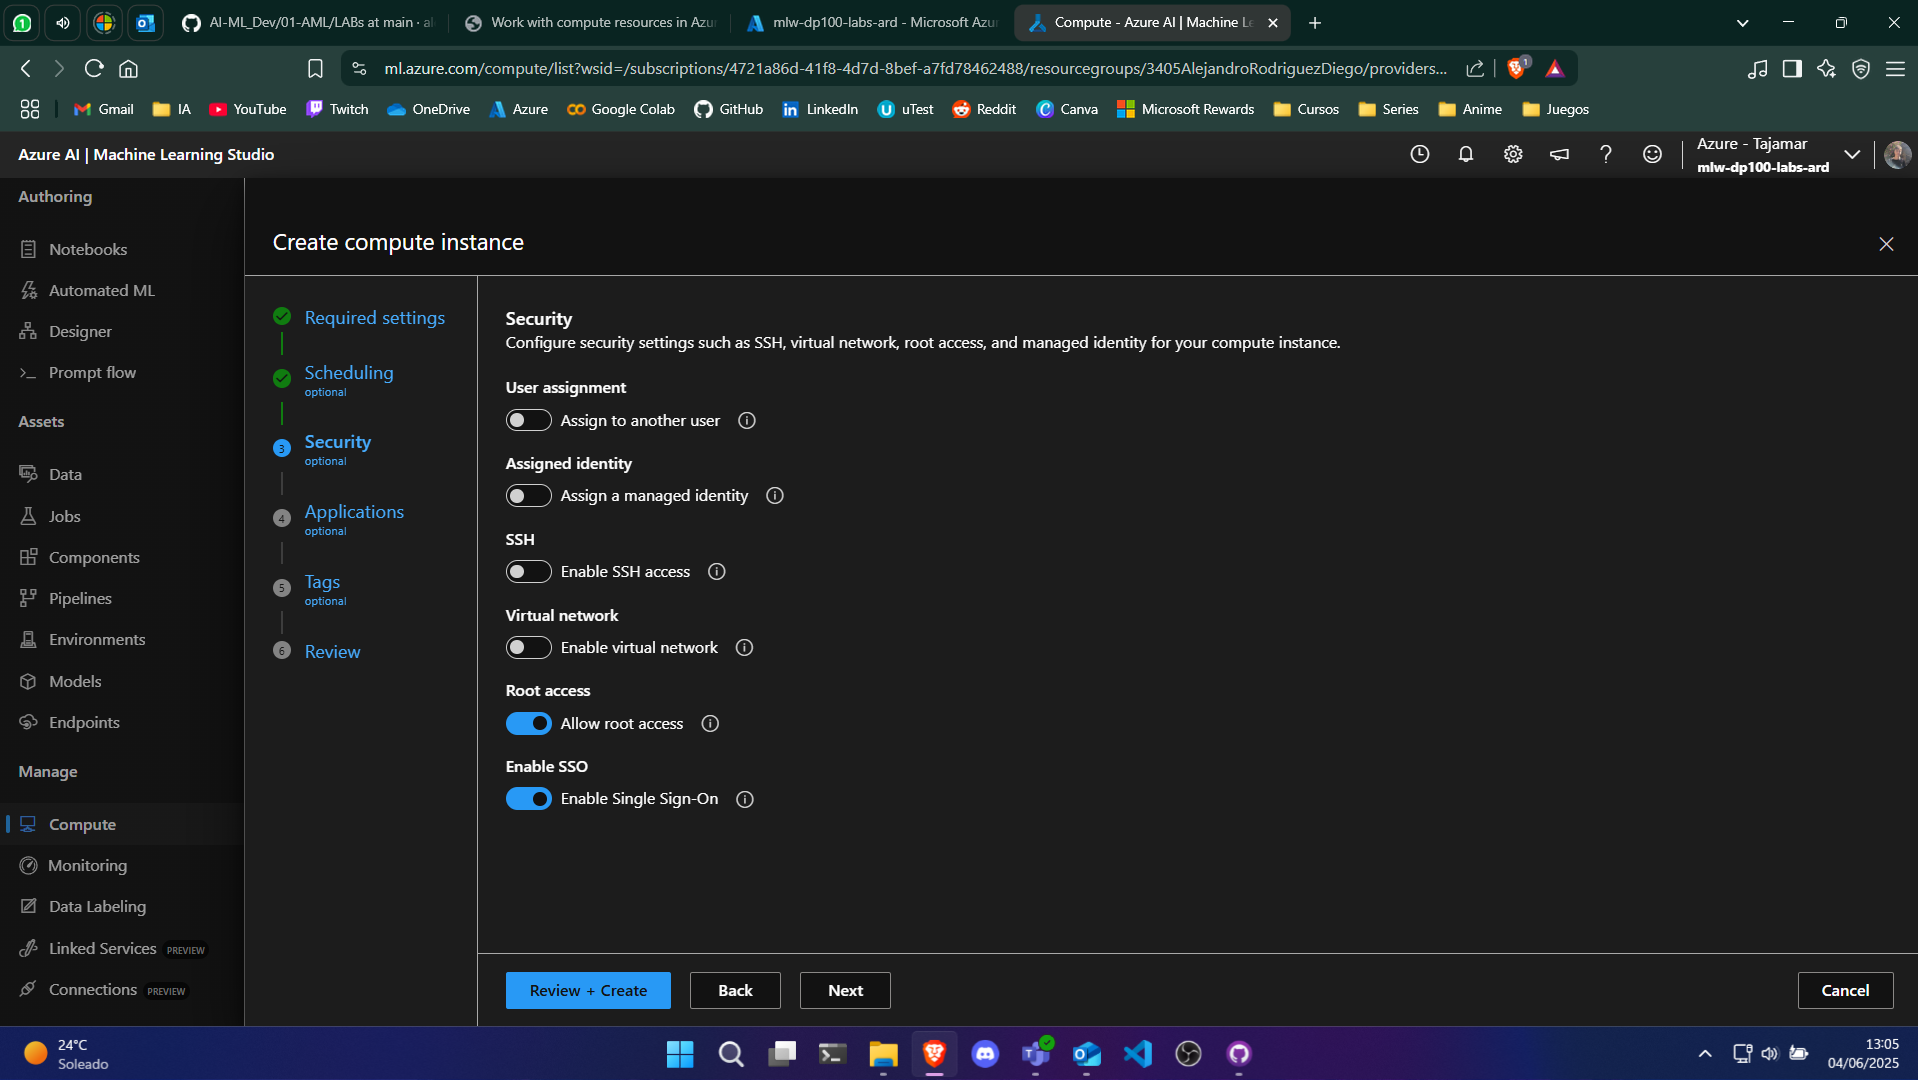 AI-ML_Dev/01-AML/LABs at main · al
Work with compute resources in Azu
mlw-dp100-labs-ard - Microsoft Azu
Compute - Azure AI | Machine Le
ml.azure.com/compute/list?wsid=/subscriptions/4721a86d-41f8-4d7d-8bef-a7fd78462488/resourcegroups/3405AlejandroRodriguezDiego/providers...
1
Gmail
IA
YouTube
Twitch
OneDrive
Azure
Google Colab
GitHub
LinkedIn
uTest
Reddit
Canva
Microsoft Rewards
Cursos
Series
Anime
Juegos
Azure AI | Machine Learning Studio
Azure - Tajamar
mlw-dp100-labs-ard
Authoring
Notebooks
Automated ML
Designer
Prompt flow
Assets
Data
Jobs
Components
Pipelines
Environments
Models
Endpoints
Manage
Compute
Monitoring
Data Labeling
Linked Services PREVIEW
Connections PREVIEW
Create compute instance
Required settings
Scheduling
optional
3 Security
optional
4 Applications
optional
5 Tags
optional
6 Review
Security
Configure security settings such as SSH, virtual network, root access, and managed identity for your compute instance.
User assignment
Assign to another user
Assigned identity
Assign a managed identity
SSH
Enable SSH access
Virtual network
Enable virtual network
Root access
Allow root access
Enable SSO
Enable Single Sign-On
Review + Create
Back
Next
Cancel
24°C
Soleado
13:05
04/06/2025